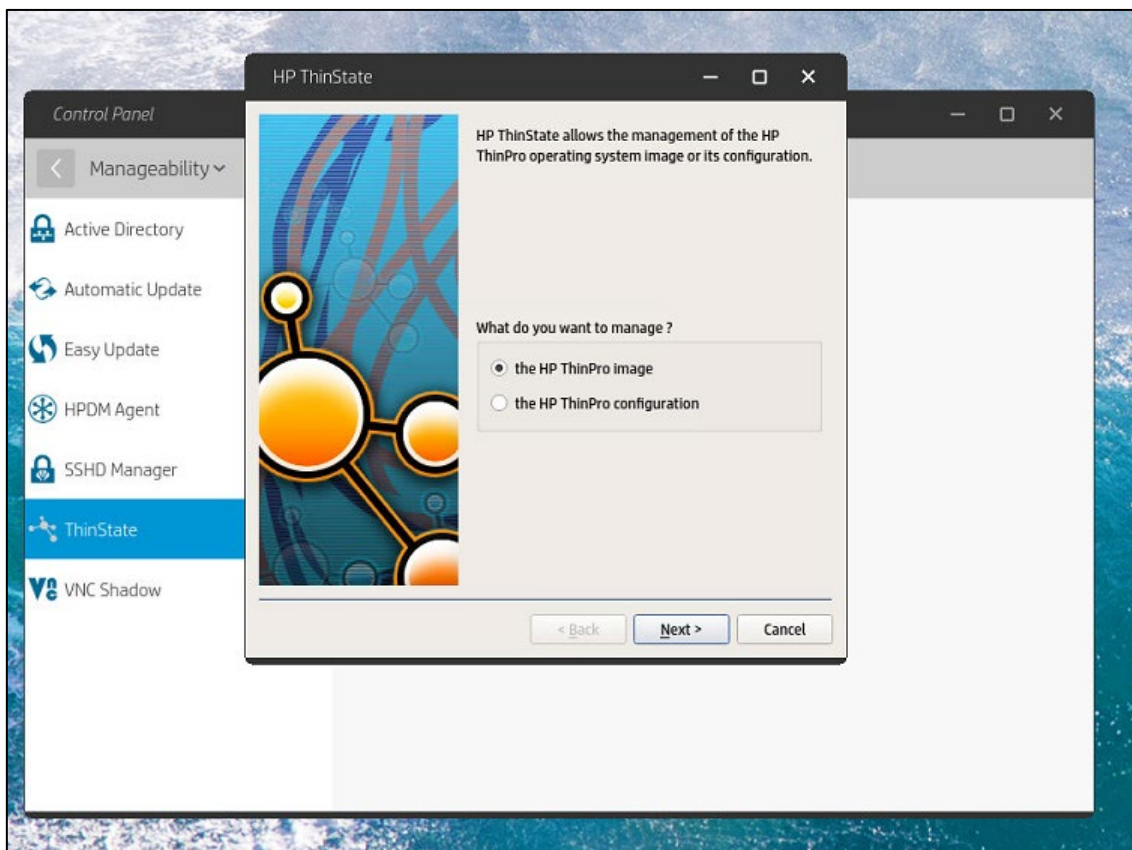 HP ThinState
Control Panel
Manageability
Active Directory
Automatic Update
Easy Update
HPDM Agent
SSHD Manager
ThinState
VNC Shadow
HP ThinState allows the management of the HP
ThinPro operating system image or its configuration.
What do you want to manage ?
the HP ThinPro image
the HP ThinPro configuration
< Back Next > Cancel